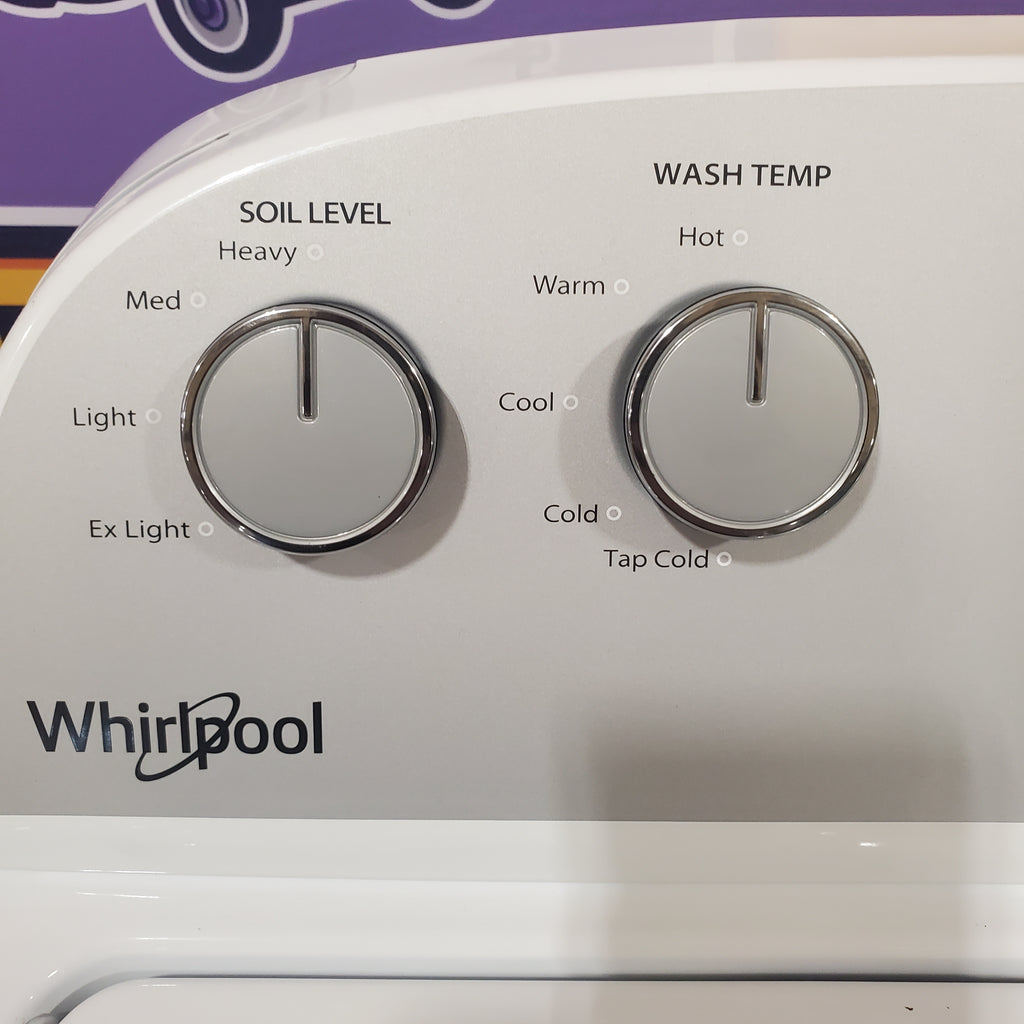 SOIL LEVEL
Heavy
Med
Light
Ex Light
WASH TEMP
Hot
Warm
Cool
Cold
Tap Cold
Whirlpool